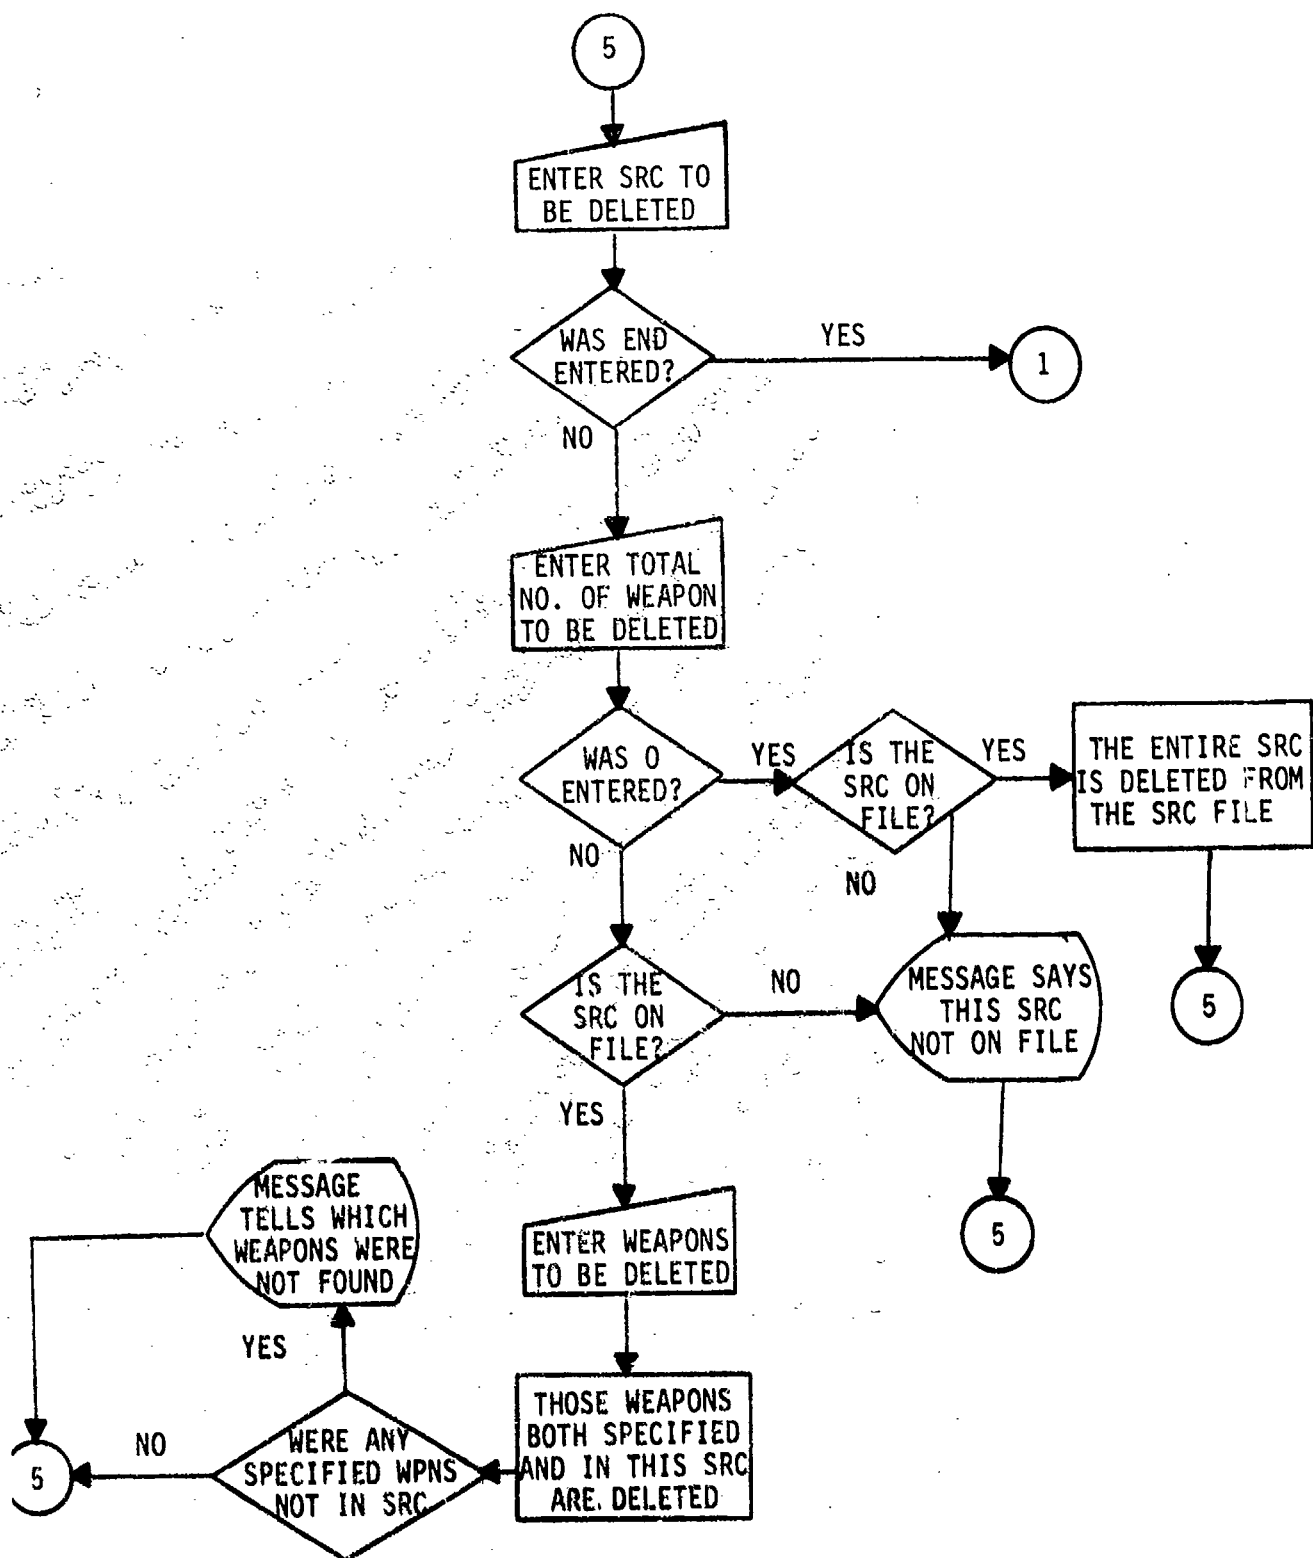 5
ENTER SRC TO
BE DELETED
WAS END
ENTERED?
YES
1
NO
ENTER TOTAL
NO. OF WEAPON
TO BE DELETED
WAS 0
ENTERED?
YES
IS THE
SRC ON
FILE?
YES
THE ENTIRE SRC
IS DELETED FROM
THE SRC FILE
NO
NO
5
IS THE
SRC ON
FILE?
NO
MESSAGE SAYS
THIS SRC
NOT ON FILE
YES
5
MESSAGE
TELLS WHICH
WEAPONS WERE
NOT FOUND
ENTER WEAPONS
TO BE DELETED
YES
THOSE WEAPONS
BOTH SPECIFIED
AND IN THIS SRC
ARE. DELETED
WERE ANY
SPECIFIED WPNS
NOT IN SRC
NO
5